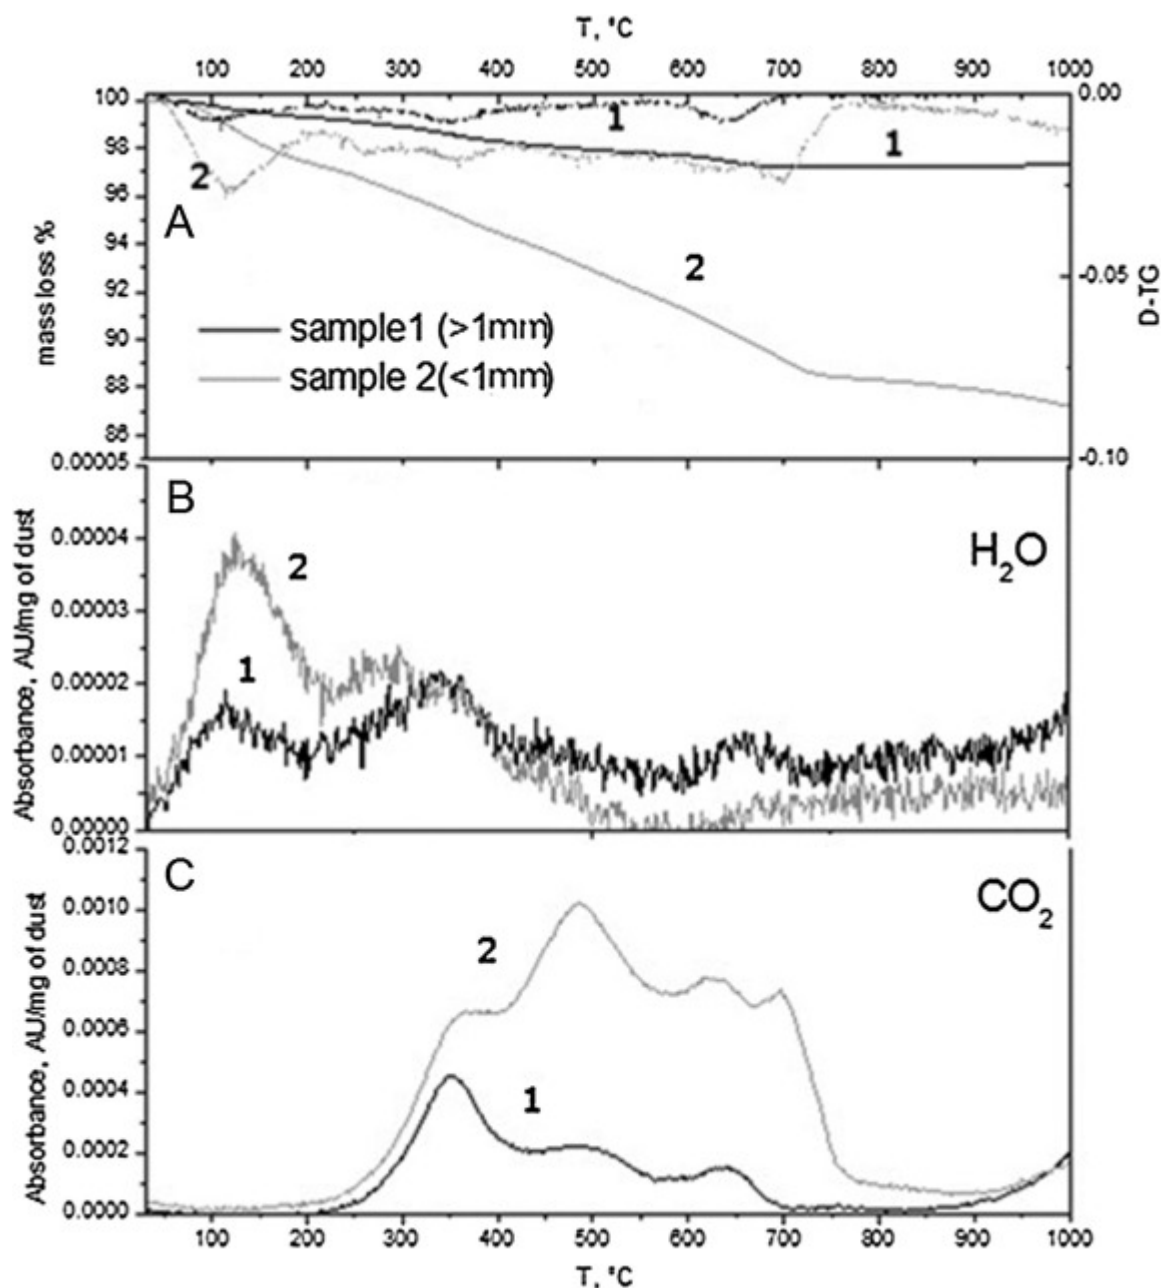 T, °C
100 200 300 400 500 600 700 800 900 1000
100
98
96
94
92
90
88
86
mass loss %
0.00
-0.05
-0.10
D-TG
1
1
2
2
A
sample1 (>1mm)
sample 2(<1mm)
0.00005
0.00004
0.00003
0.00002
0.00001
0.00000
Absorbance, AU/mg of dust
B
H₂O
2
1
0.0012
0.0010
0.0008
0.0006
0.0004
0.0002
0.0000
Absorbance, AU/mg of dust
C
CO₂
2
1
100 200 300 400 500 600 700 800 900 1000
T, °C